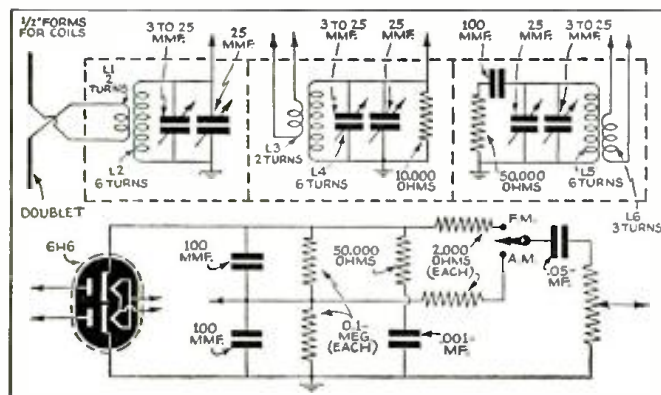 1/2" FORMS
FOR COILS
L1
2
TURNS
3 TO 25
MMF.
25
MMF.
3 TO 25
MMF.
25
MMF.
100
MMF.
25
MMF.
3 TO 25
MMF.
L2
6 TURNS
L3
2 TURNS
L4
6 TURNS
10,000
OHMS
50,000
OHMS
L5
6 TURNS
L6
3 TURNS
DOUBLET
6H6
100
MMF.
50,000
OHMS
2,000
OHMS
(EACH)
F.M.
A.M.
.05-
MF.
100
MMF.
0.1-
MEG.
(EACH)
.001-
MF.